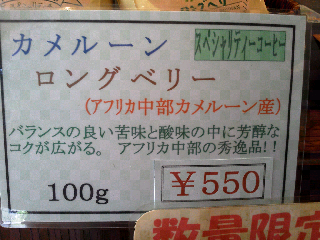 カメルーン スペシャリティーコーヒー
ロングベリー
(アフリカ中部カメルーン産)
バランスの良い苦味と酸味の中に芳醇な
コクが広がる。 アフリカ中部の秀逸品!!
100g ￥550
数量限定